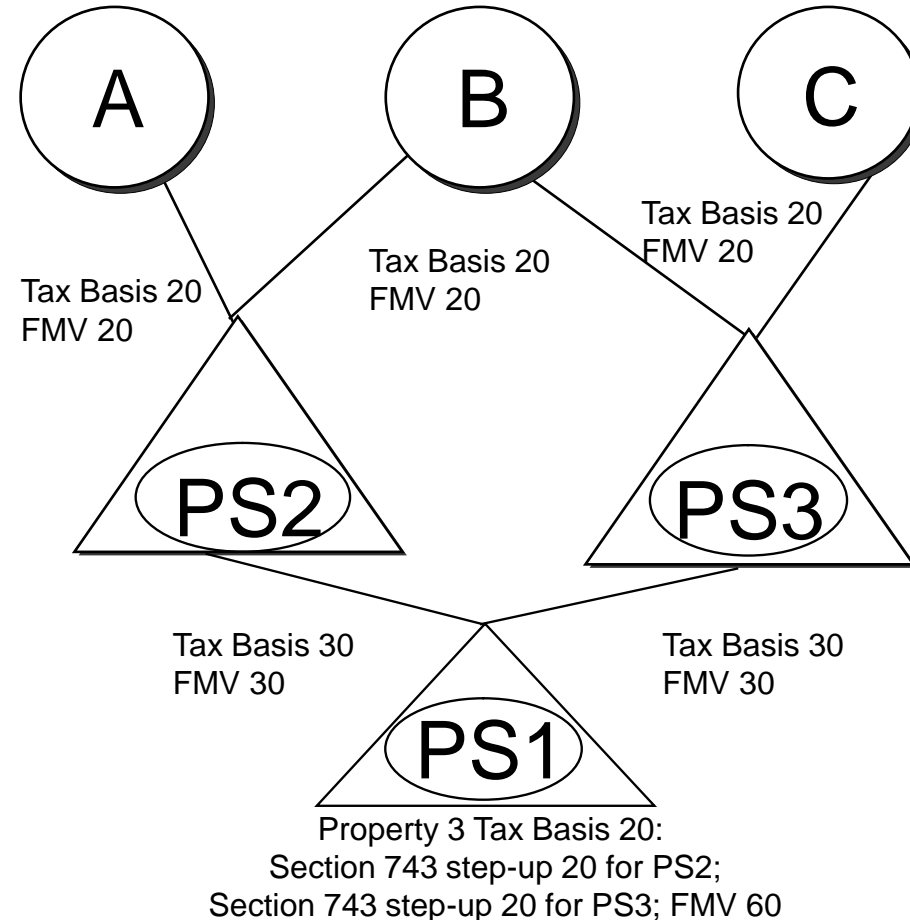 A
B
C
Tax Basis 20
FMV 20
Tax Basis 20
FMV 20
Tax Basis 20
FMV 20
PS2
PS3
Tax Basis 30
FMV 30
Tax Basis 30
FMV 30
PS1
Property 3 Tax Basis 20:
Section 743 step-up 20 for PS2;
Section 743 step-up 20 for PS3; FMV 60